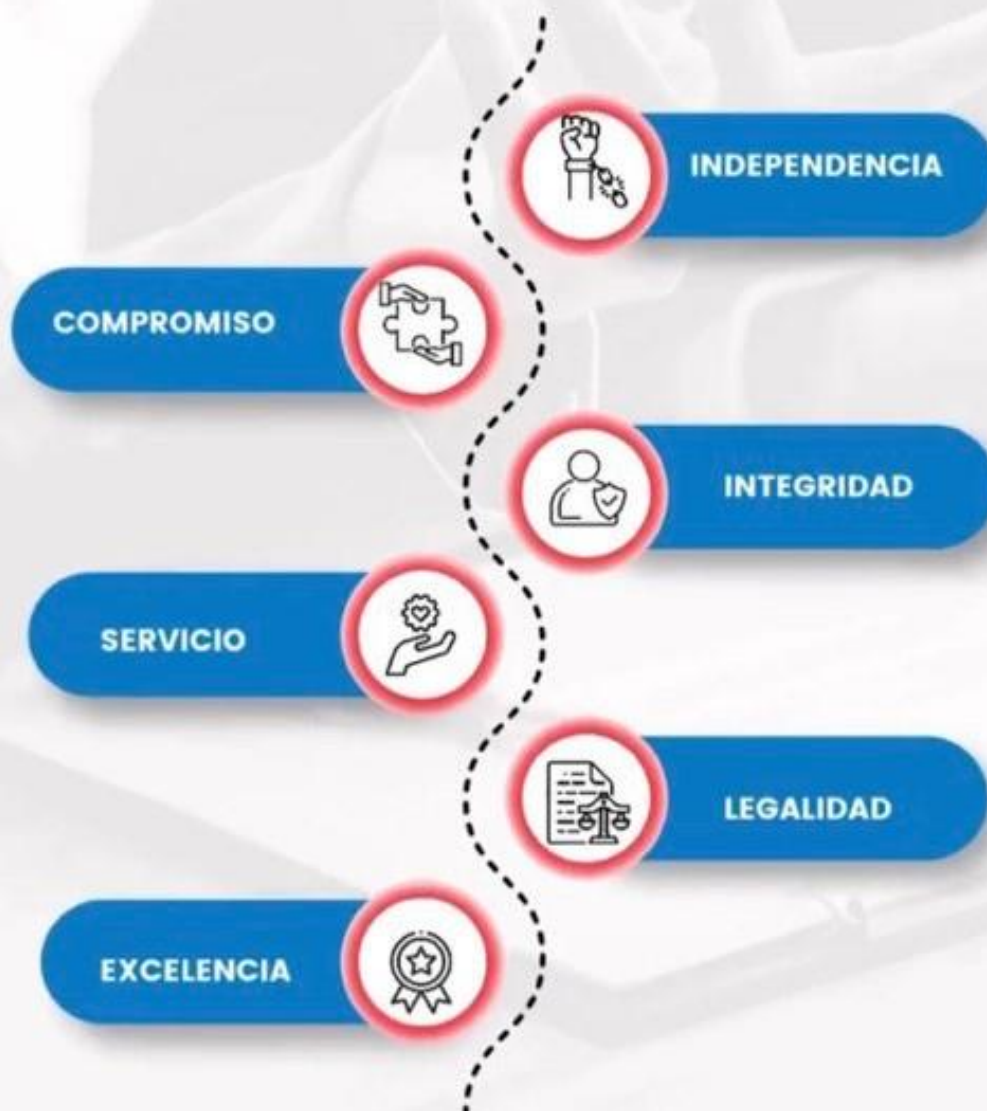 INDEPENDENCIA
COMPROMISO
INTEGRIDAD
SERVICIO
LEGALIDAD
EXCELENCIA